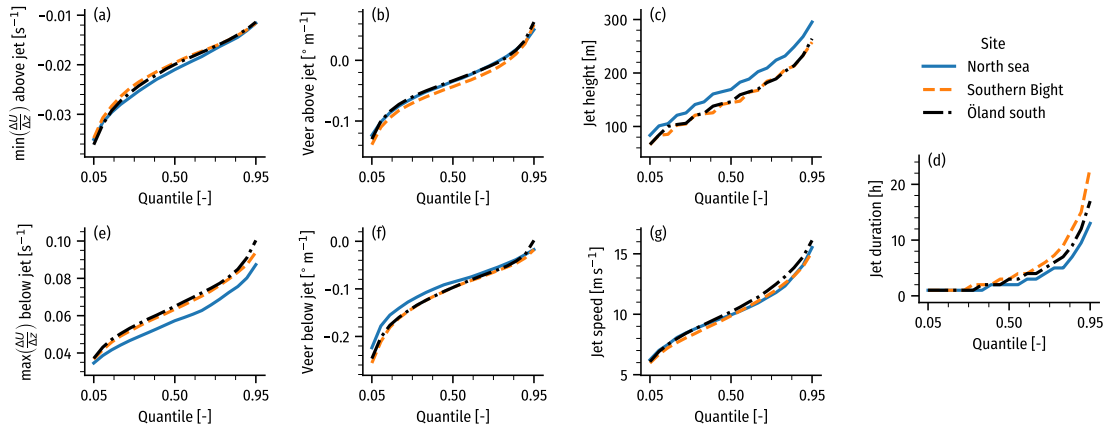 (a)
min(ΔU/Δz) above jet [s⁻¹]
−0.01
−0.02
−0.03
0.05 0.50 0.95
Quantile [-]
(b)
Veer above jet [° m⁻¹]
0.0
−0.1
0.05 0.50 0.95
Quantile [-]
(c)
Jet height [m]
300
200
100
0.05 0.50 0.95
Quantile [-]
Site
North sea
Southern Bight
Öland south
(d)
Jet duration [h]
20
10
0
0.05 0.50 0.95
Quantile [-]
(e)
max(ΔU/Δz) below jet [s⁻¹]
0.10
0.08
0.06
0.04
0.05 0.50 0.95
Quantile [-]
(f)
Veer below jet [° m⁻¹]
0.0
−0.1
−0.2
0.05 0.50 0.95
Quantile [-]
(g)
Jet speed [m s⁻¹]
15
10
5
0.05 0.50 0.95
Quantile [-]